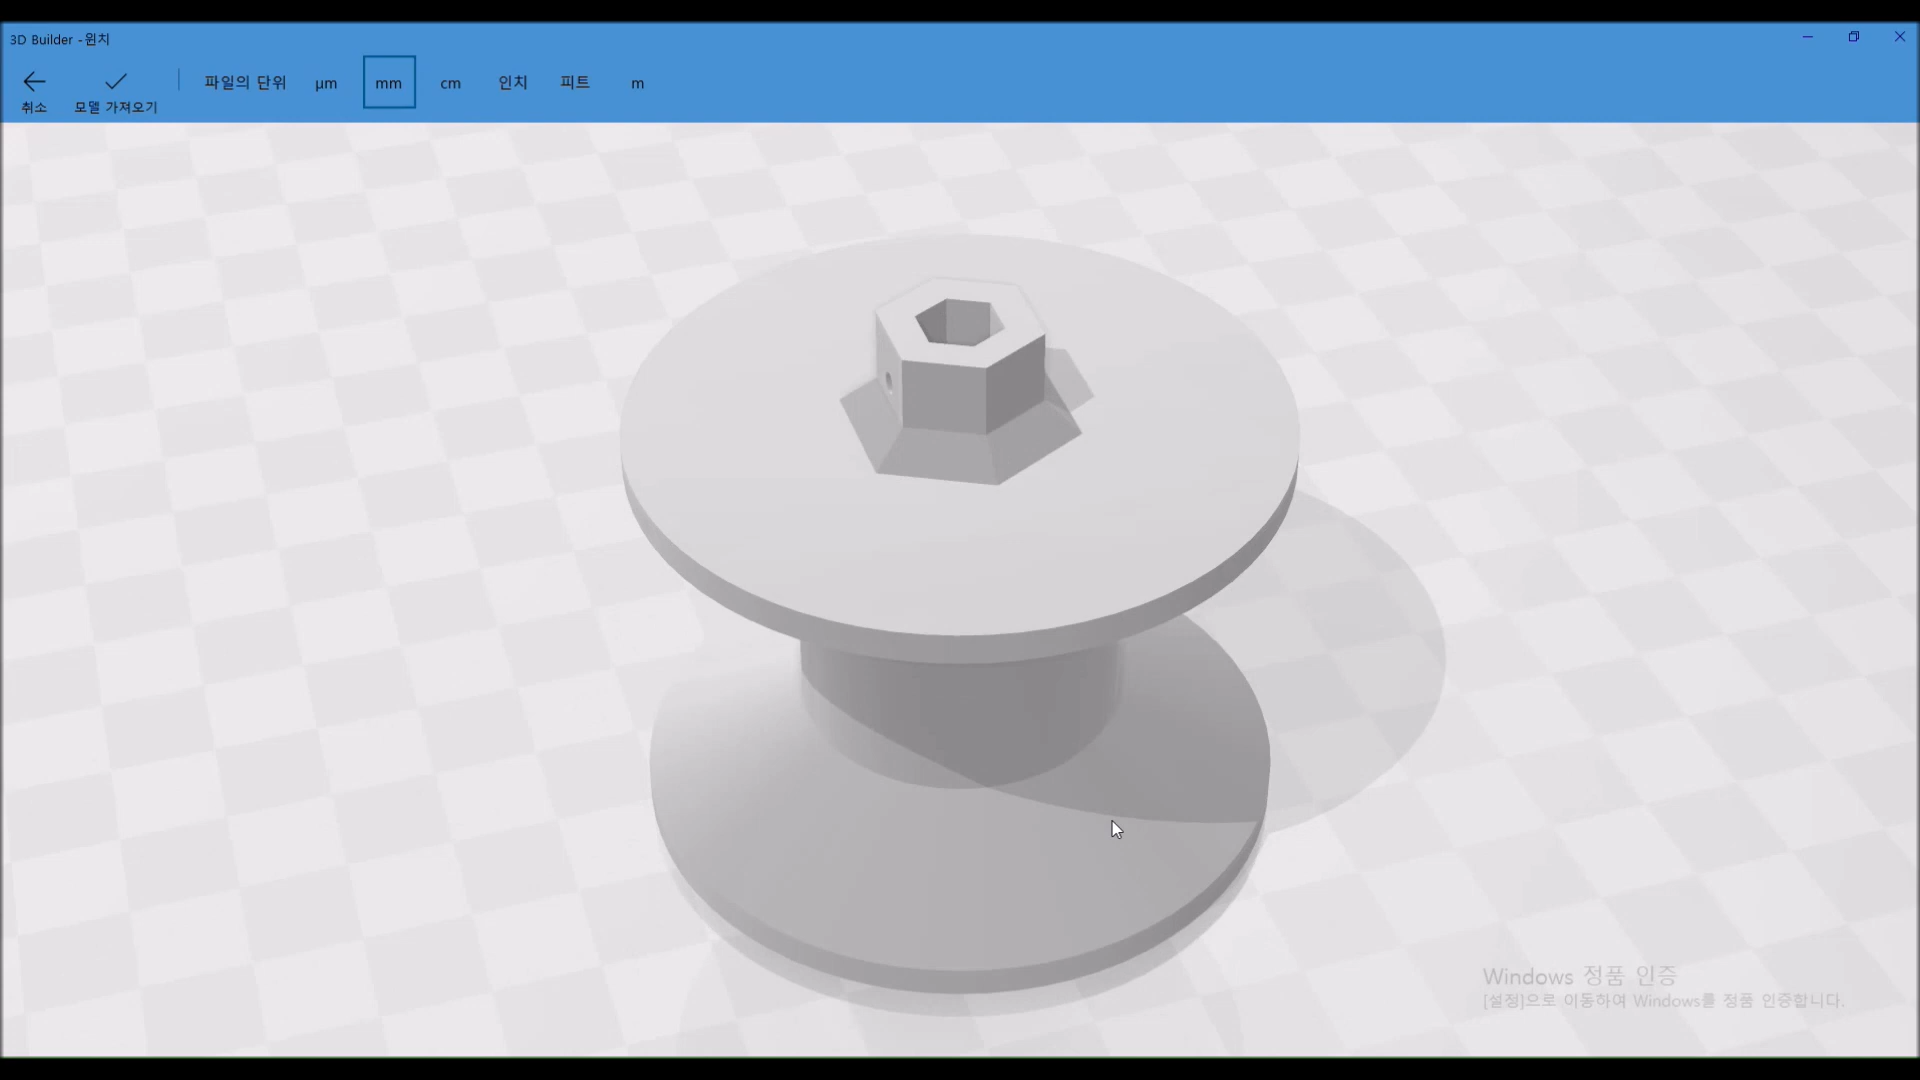 3D Builder - 윈치
파일의 단위 μm mm cm 인치 피트 m
취소 모델 가져오기
Windows 정품 인증
[설정]으로 이동하여 Windows를 정품 인증합니다.